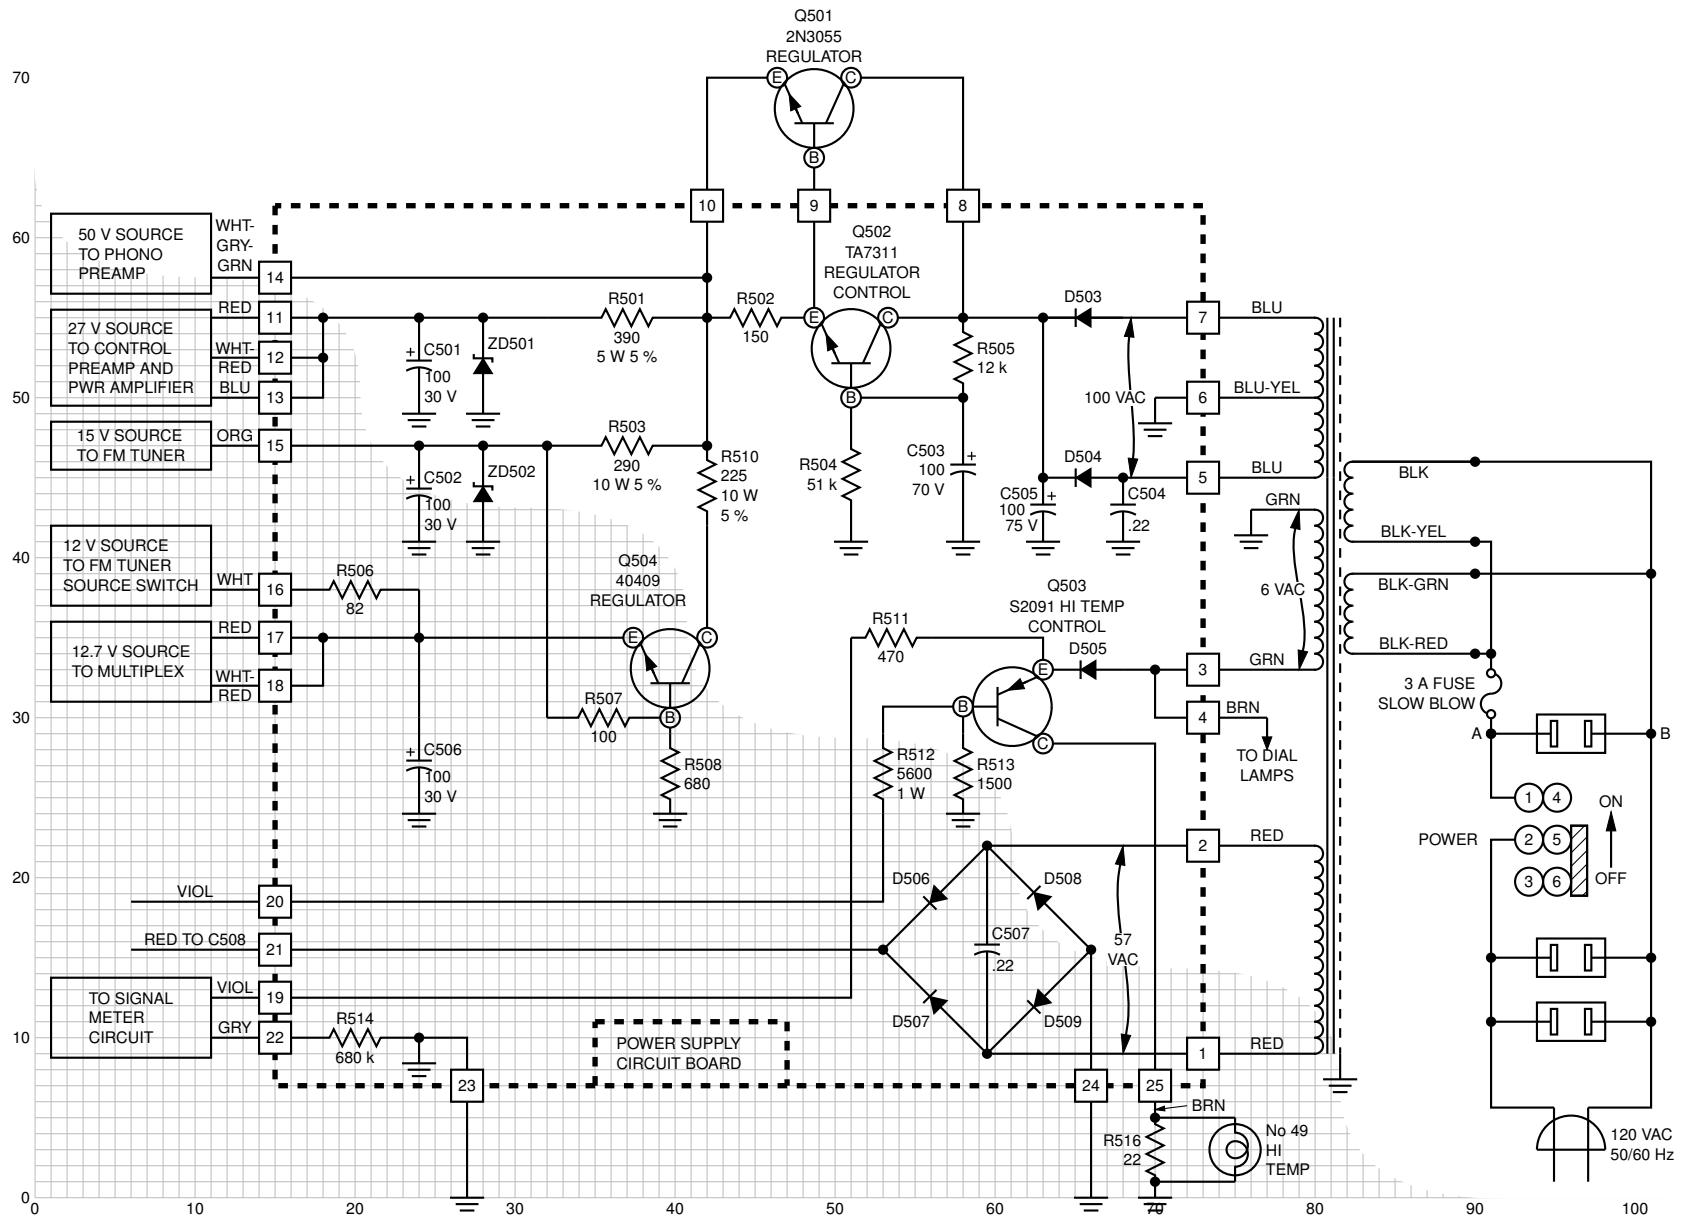 Q501
2N3055
REGULATOR
70
E
C
B
10
9
8
60
50 V SOURCE
TO PHONO
PREAMP
WHT-
GRY-
GRN
14
Q502
TA7311
REGULATOR
CONTROL
RED
11
R501
390
5 W 5 %
R502
150
E
C
B
D503
7
BLU
27 V SOURCE
TO CONTROL
PREAMP AND
PWR AMPLIFIER
WHT-
RED
12
BLU
13
+
C501
100
30 V
ZD501
R505
12 k
100 VAC
6
BLU-YEL
50
15 V SOURCE
TO FM TUNER
ORG
15
R503
290
10 W 5 %
+
C502
100
30 V
ZD502
R510
225
10 W
5 %
R504
51 k
C503
100
70 V
+
D504
5
BLU
C505
100
75 V
+
C504
.22
GRN
BLK
BLK-YEL
40
12 V SOURCE
TO FM TUNER
SOURCE SWITCH
WHT
16
R506
82
Q504
40409
REGULATOR
6 VAC
BLK-GRN
Q503
S2091 HI TEMP
CONTROL
12.7 V SOURCE
TO MULTIPLEX
RED
17
WHT-
RED
18
E
C
B
R511
470
D505
E
B
C
3
GRN
BLK-RED
3 A FUSE
SLOW BLOW
30
R507
100
4
BRN
TO DIAL
LAMPS
A
B
+
C506
100
30 V
R508
680
R512
5600
1 W
R513
1500
1
4
ON
POWER
2
5
3
6
OFF
2
RED
20
VIOL
20
D506
D508
RED TO C508
21
C507
.22
57
VAC
TO SIGNAL
METER
CIRCUIT
VIOL
19
GRY
22
R514
680 k
D507
D509
10
POWER SUPPLY
CIRCUIT BOARD
1
RED
23
24
25
BRN
R516
22
No 49
HI
TEMP
120 VAC
50/60 Hz
0
0
10
20
30
40
50
60
70
80
90
100